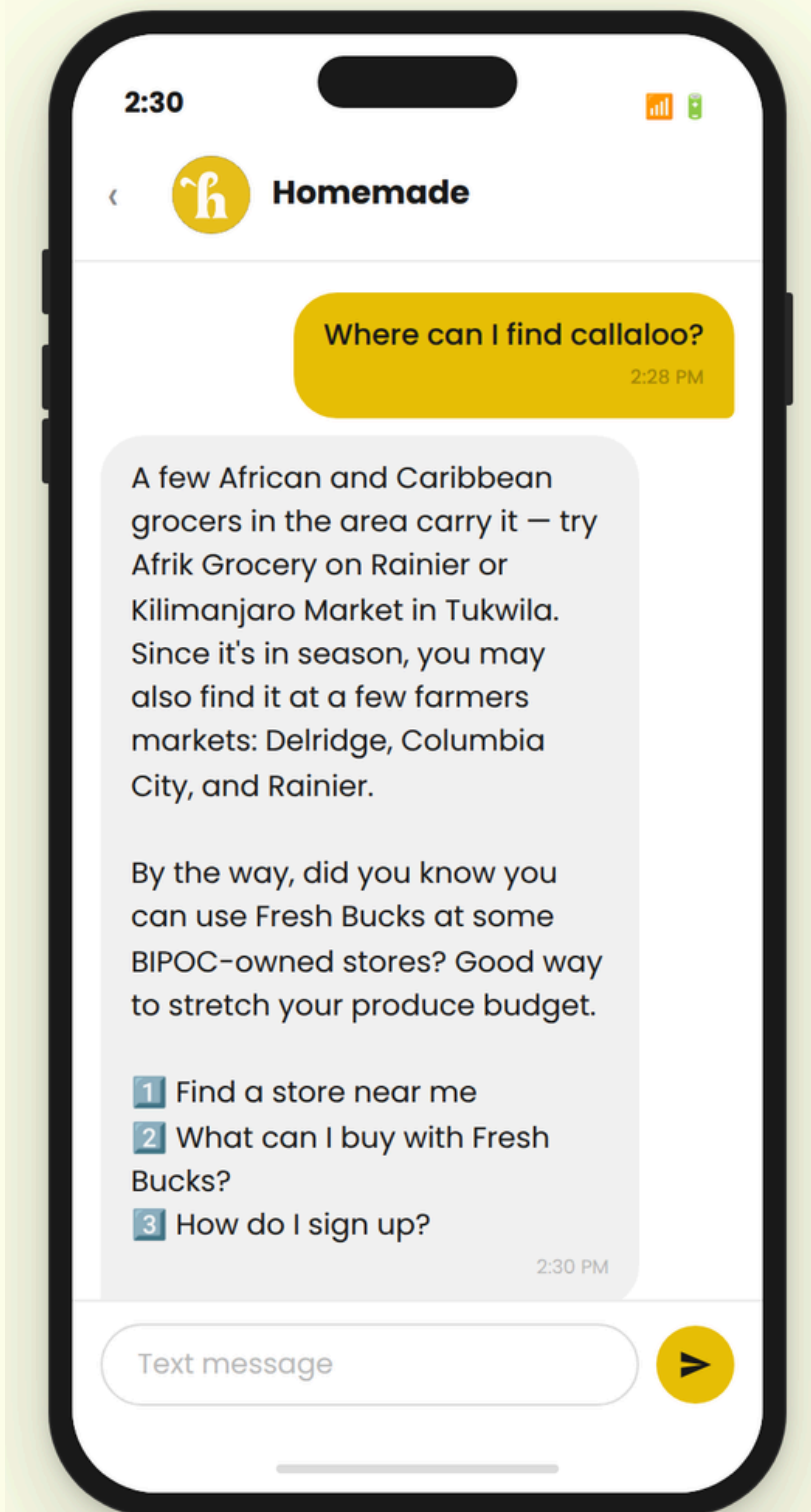 2:30
Homemade
Where can I find callaloo?
2:28 PM
A few African and Caribbean
grocers in the area carry it — try
Afrik Grocery on Rainier or
Kilimanjaro Market in Tukwila.
Since it's in season, you may
also find it at a few farmers
markets: Delridge, Columbia
City, and Rainier.
By the way, did you know you
can use Fresh Bucks at some
BIPOC-owned stores? Good way
to stretch your produce budget.
1️⃣ Find a store near me
2️⃣ What can I buy with Fresh
Bucks?
3️⃣ How do I sign up?
2:30 PM
Text message